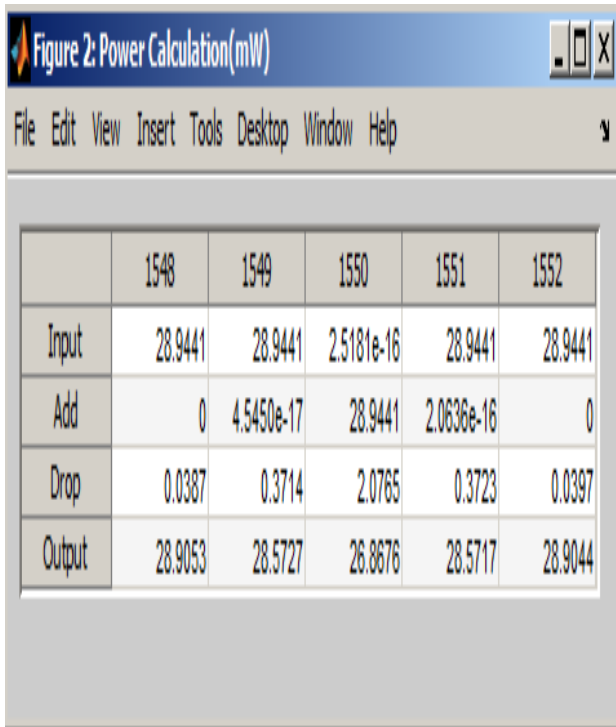 Figure 2: Power Calculation(mW)
File Edit View Insert Tools Desktop Window Help
1548 1549 1550 1551 1552
Input 28.9441 28.9441 2.5181e-16 28.9441 28.9441
Add 0 4.5450e-17 28.9441 2.0636e-16 0
Drop 0.0387 0.3714 2.0765 0.3723 0.0397
Output 28.9053 28.5727 26.8676 28.5717 28.9044